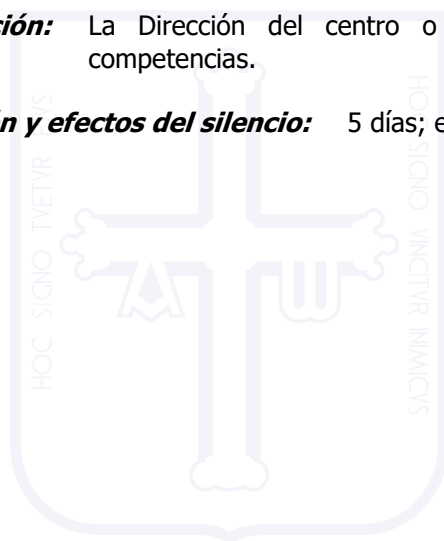 ción: La Dirección del centro o
competencias.
ón y efectos del silencio: 5 días; e
HOC SIGNO TVETVR PIVS
HOC SIGNO VINCITVR INIMICVS
A W